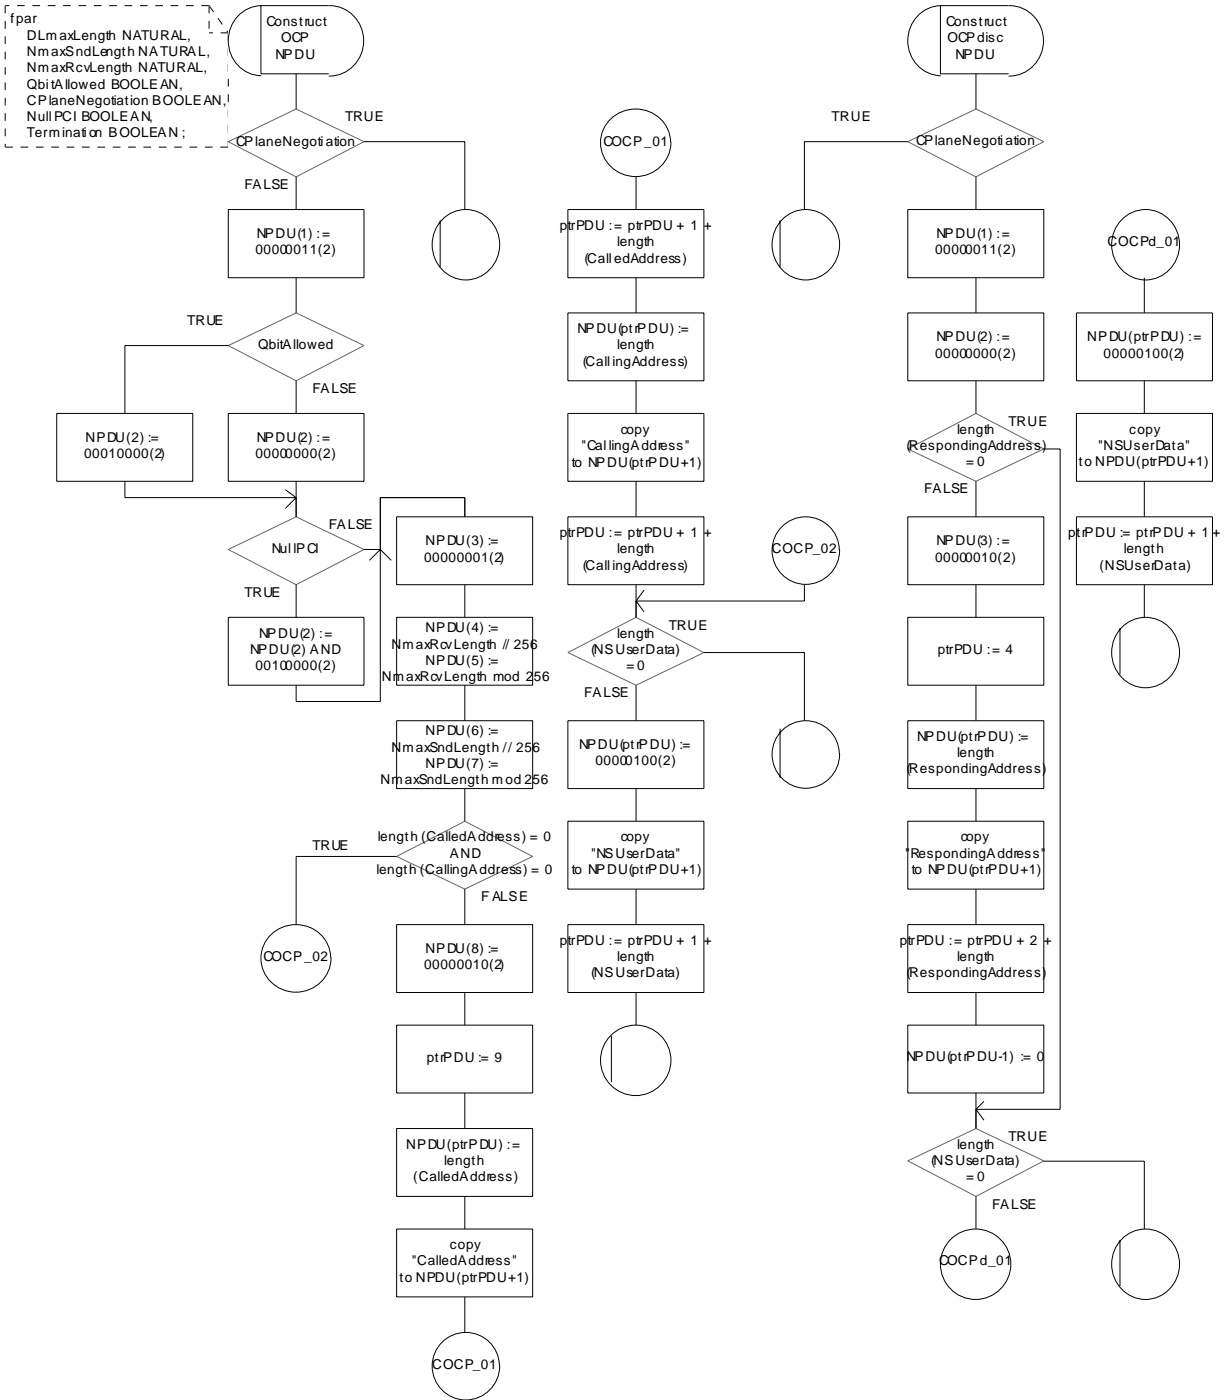 fpar
DLmaxLength NATURAL,
NmaxSndLength NATURAL,
NmaxRcvLength NATURAL,
QbitAllowed BOOLEAN,
CPlaneNegotiation BOOLEAN,
NullPCI BOOLEAN,
Termination BOOLEAN ;
Construct
OCP
NPDU
CPlaneNegotiation
TRUE
FALSE
NPDU(1) :=
00000011(2)
TRUE
QbitAllowed
FALSE
NPDU(2) :=
00010000(2)
NPDU(2) :=
00000000(2)
FALSE
NullPCI
TRUE
NPDU(2) :=
NPDU(2) AND
00100000(2)
NPDU(3) :=
00000001(2)
NPDU(4) :=
NmaxRcvLength // 256
NPDU(5) :=
NmaxRcvLength mod 256
NPDU(6) :=
NmaxSndLength // 256
NPDU(7) :=
NmaxSndLength mod 256
TRUE
length (CalledAddress) = 0
AND
length (CallingAddress) = 0
FALSE
COCP_02
NPDU(8) :=
00000010(2)
ptrPDU := 9
NPDU(ptrPDU) :=
length
(CalledAddress)
copy
"CalledAddress"
to NPDU(ptrPDU+1)
COCP_01
COCP_01
ptrPDU := ptrPDU + 1 +
length
(CalledAddress)
NPDU(ptrPDU) :=
length
(CallingAddress)
copy
"CallingAddress"
to NPDU(ptrPDU+1)
ptrPDU := ptrPDU + 1 +
length
(CallingAddress)
COCP_02
length
(NSUserData)
= 0
TRUE
FALSE
NPDU(ptrPDU) :=
00000100(2)
copy
"NSUserData"
to NPDU(ptrPDU+1)
ptrPDU := ptrPDU + 1 +
length
(NSUserData)
Construct
OCPdisc
NPDU
TRUE
CPlaneNegotiation
NPDU(1) :=
00000011(2)
NPDU(2) :=
00000000(2)
length
(RespondingAddress)
= 0
TRUE
FALSE
NPDU(3) :=
00000010(2)
ptrPDU := 4
NPDU(ptrPDU) :=
length
(RespondingAddress)
copy
"RespondingAddress"
to NPDU(ptrPDU+1)
ptrPDU := ptrPDU + 2 +
length
(RespondingAddress)
NPDU(ptrPDU-1) := 0
length
(NSUserData)
= 0
TRUE
FALSE
COCPd_01
COCPd_01
NPDU(ptrPDU) :=
00000100(2)
copy
"NSUserData"
to NPDU(ptrPDU+1)
ptrPDU := ptrPDU + 1 +
length
(NSUserData)